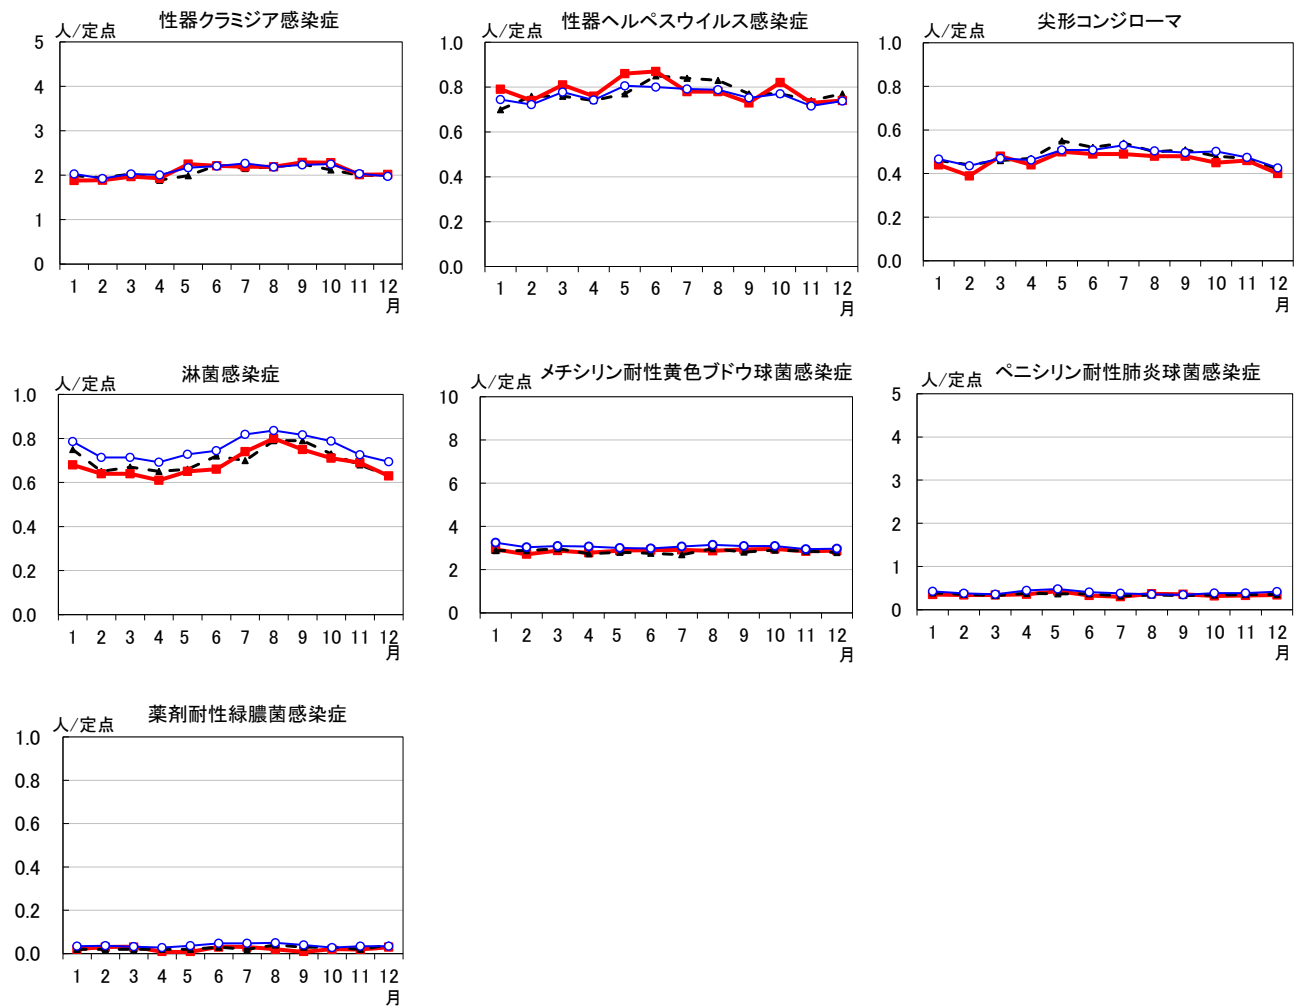 性器クラミジア感染症
人/定点
5
4
3
2
1
0
1 2 3 4 5 6 7 8 9 10 11 12
月
性器ヘルペスウイルス感染症
人/定点
1.0
0.8
0.6
0.4
0.2
0.0
1 2 3 4 5 6 7 8 9 10 11 12
月
尖形コンジローマ
人/定点
1.0
0.8
0.6
0.4
0.2
0.0
1 2 3 4 5 6 7 8 9 10 11 12
月
淋菌感染症
人/定点
1.0
0.8
0.6
0.4
0.2
0.0
1 2 3 4 5 6 7 8 9 10 11 12
月
メチシリン耐性黄色ブドウ球菌感染症
人/定点
10
8
6
4
2
0
1 2 3 4 5 6 7 8 9 10 11 12
月
ペニシリン耐性肺炎球菌感染症
人/定点
5
4
3
2
1
0
1 2 3 4 5 6 7 8 9 10 11 12
月
薬剤耐性緑膿菌感染症
人/定点
1.0
0.8
0.6
0.4
0.2
0.0
1 2 3 4 5 6 7 8 9 10 11 12
月